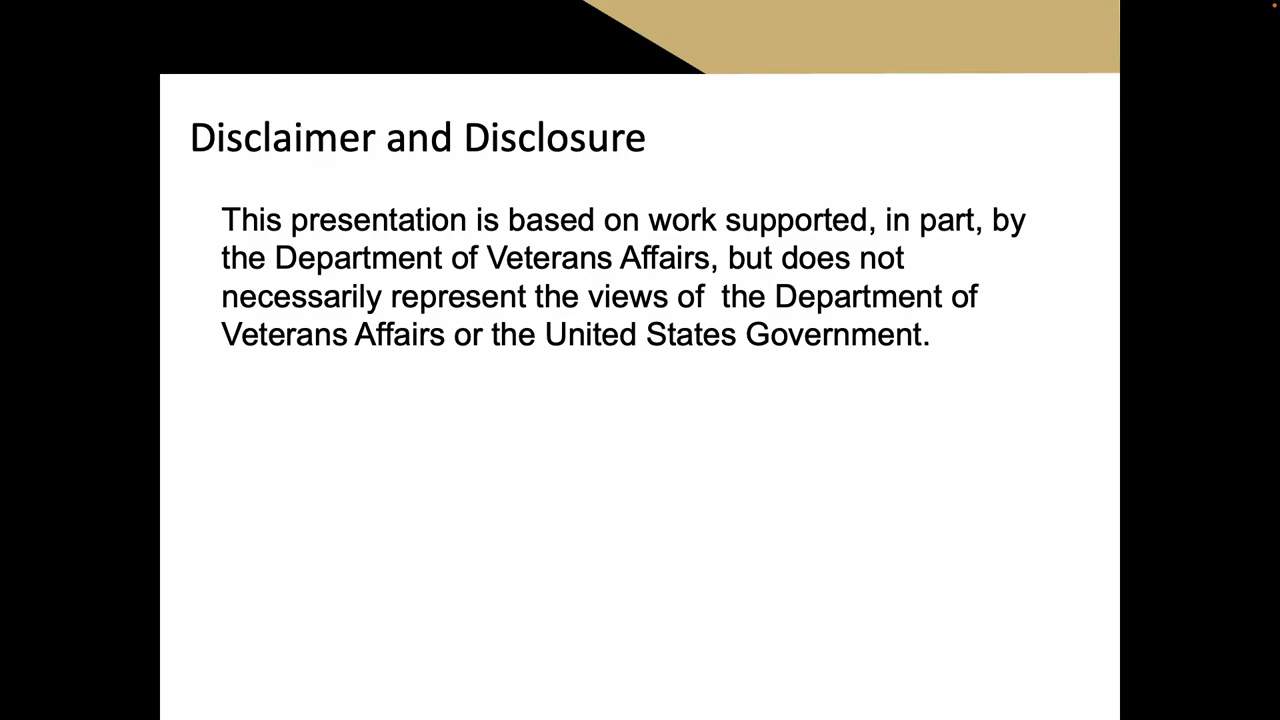 Disclaimer and Disclosure
This presentation is based on work supported, in part, by
the Department of Veterans Affairs, but does not
necessarily represent the views of  the Department of
Veterans Affairs or the United States Government.